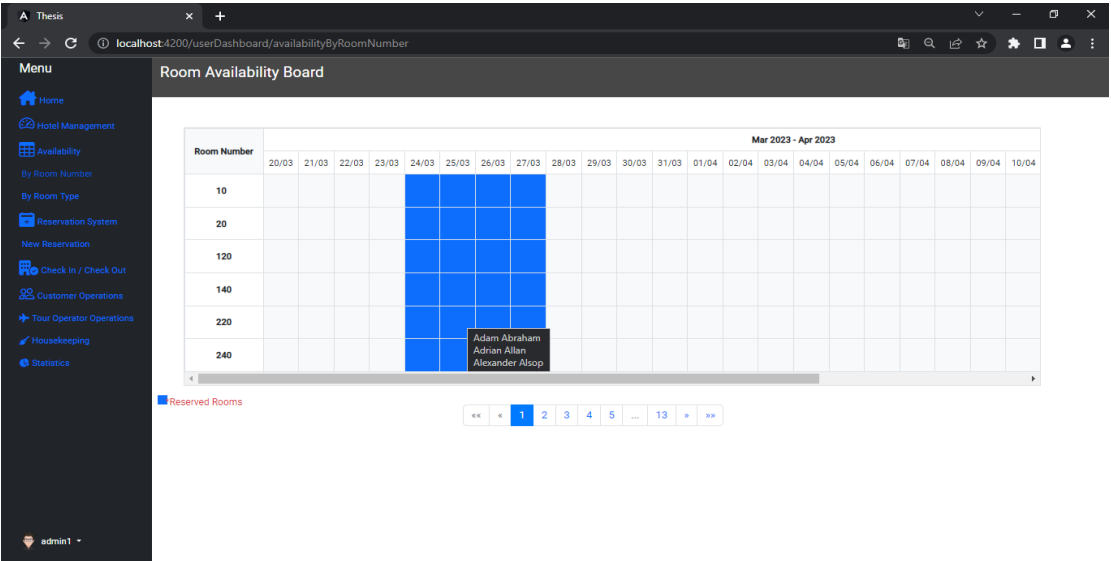 Thesis
localhost:4200/userDashboard/availabilityByRoomNumber
Menu
Home
Hotel Management
Availability
By Room Number
By Room Type
Reservation System
New Reservation
Check In / Check Out
Customer Operations
Tour Operator Operations
Housekeeping
Statistics
admin1
Room Availability Board
Room Number
Mar 2023 - Apr 2023
20/03 21/03 22/03 23/03 24/03 25/03 26/03 27/03 28/03 29/03 30/03 31/03 01/04 02/04 03/04 04/04 05/04 06/04 07/04 08/04 09/04 10/04
10
20
120
140
220
240
Adam Abraham
Adrian Allan
Alexander Alsop
Reserved Rooms
«« « 1 2 3 4 5 ... 13 » »»